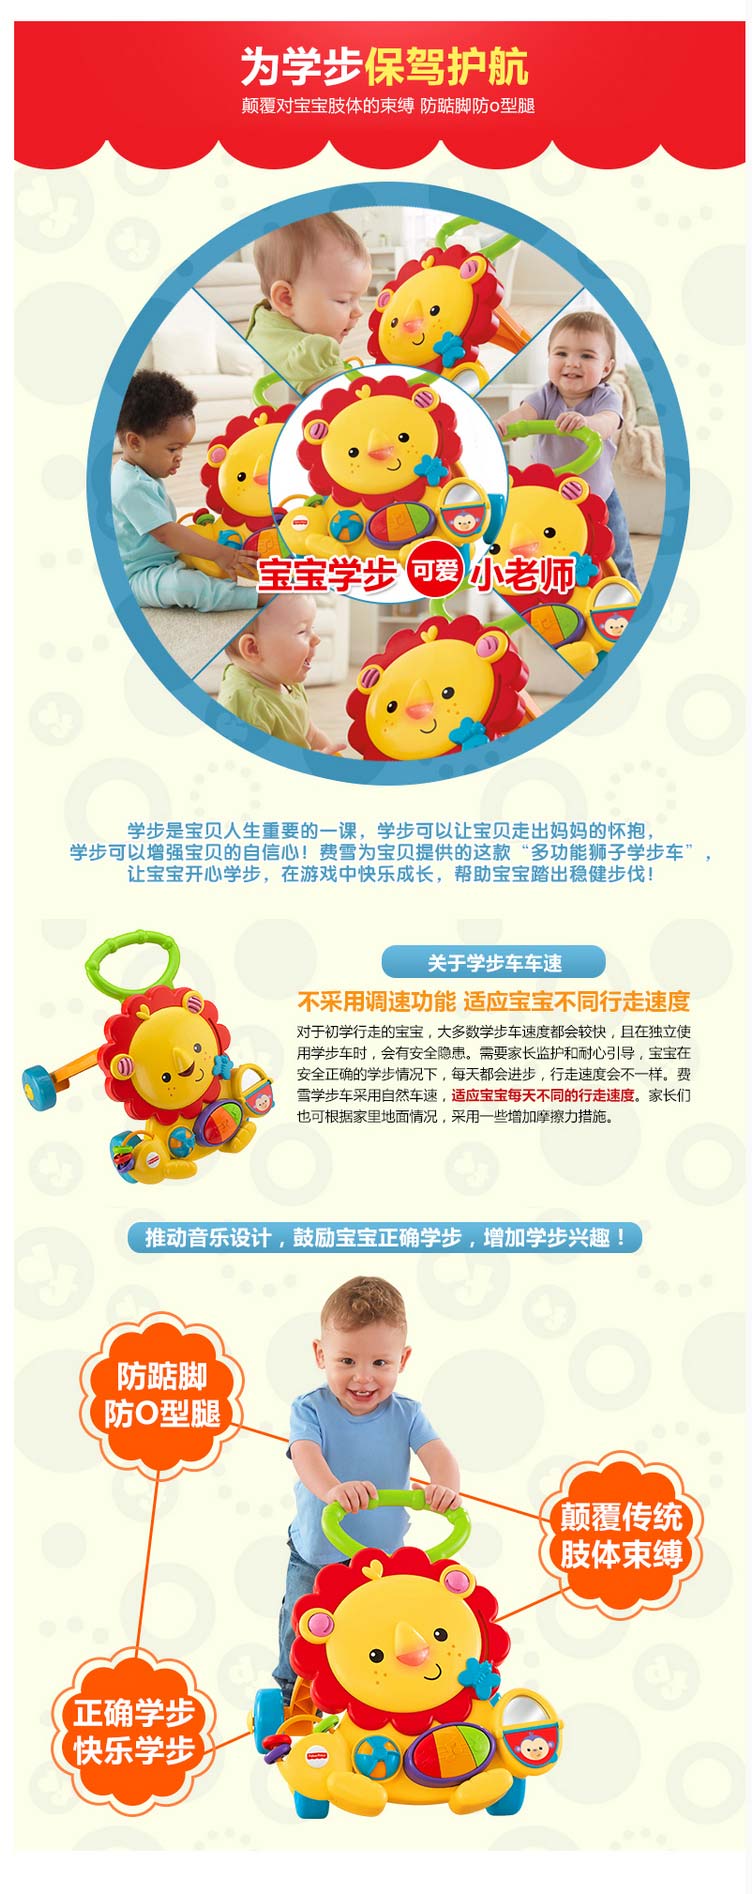 为学步保驾护航
颠覆对宝宝肢体的束缚 防踮脚防o型腿
宝宝学步 可爱 小老师
学步是宝贝人生重要的一课，学步可以让宝贝走出妈妈的怀抱，
学步可以增强宝贝的自信心！费雪为宝贝提供的这款“多功能狮子学步车”，
让宝宝开心学步，在游戏中快乐成长，帮助宝宝踏出稳健步伐！
关于学步车车速
不采用调速功能 适应宝宝不同行走速度
对于初学行走的宝宝，大多数学步车速度都会较快，且在独立使
用学步车时，会有安全隐患。需要家长监护和耐心引导，宝宝在
安全正确的学步情况下，每天都会进步，行走速度会不一样。费
雪学步车采用自然车速，适应宝宝每天不同的行走速度。家长们
也可根据家里地面情况，采用一些增加摩擦力措施。
推动音乐设计，鼓励宝宝正确学步，增加学步兴趣！
防踮脚
防O型腿
颠覆传统
肢体束缚
正确学步
快乐学步
Fisher-Price